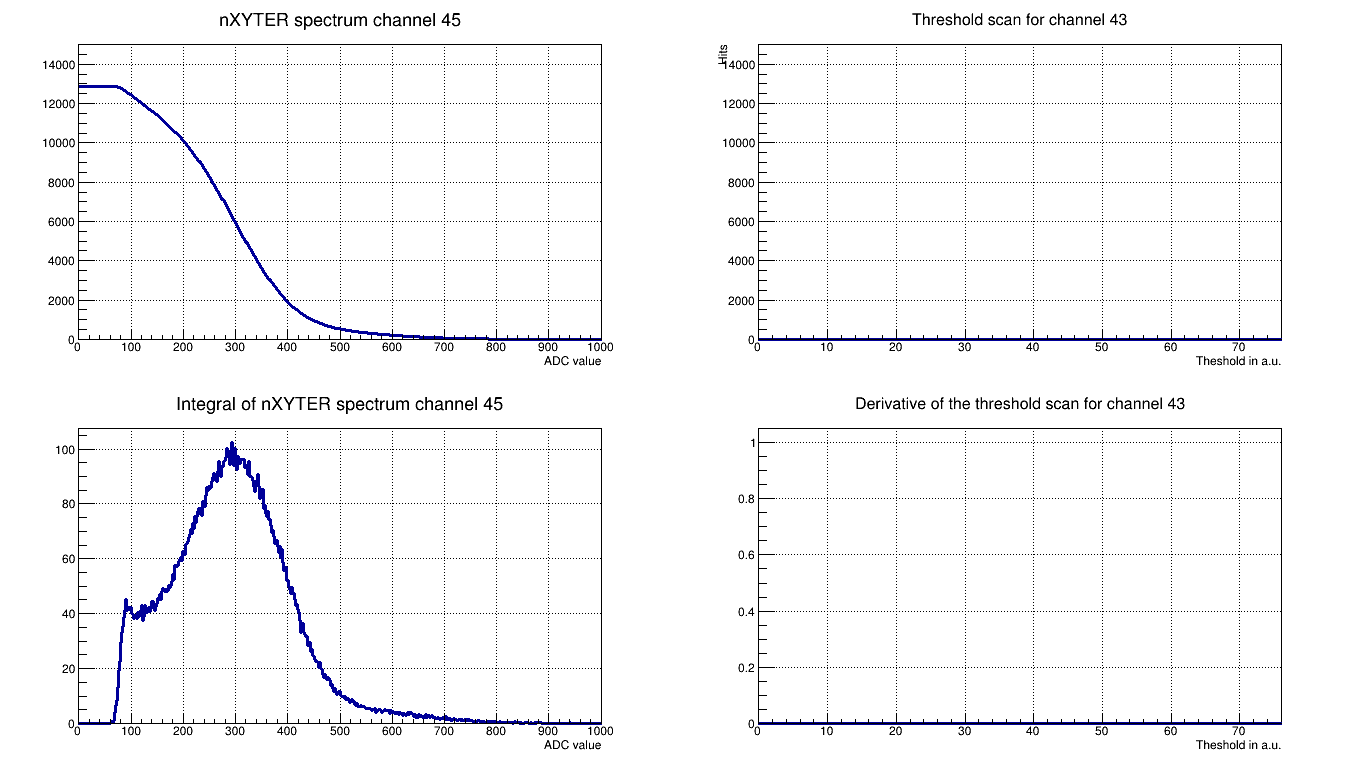 nXYTER spectrum channel 45
14000
12000
10000
8000
6000
4000
2000
0
0 100 200 300 400 500 600 700 800 900 1000
ADC value
Threshold scan for channel 43
Hits
14000
12000
10000
8000
6000
4000
2000
0
0 10 20 30 40 50 60 70
Theshold in a.u.
Integral of nXYTER spectrum channel 45
100
80
60
40
20
0
0 100 200 300 400 500 600 700 800 900 1000
ADC value
Derivative of the threshold scan for channel 43
1
0.8
0.6
0.4
0.2
0
0 10 20 30 40 50 60 70
Theshold in a.u.